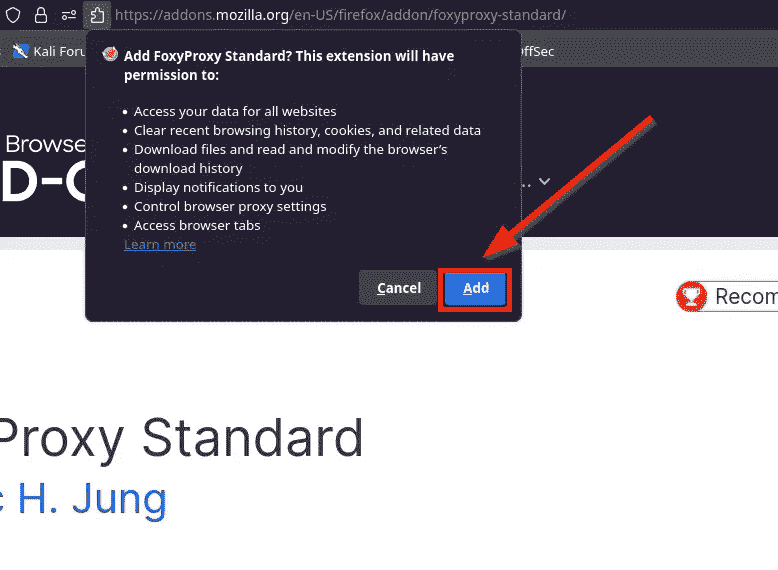 https://addons.mozilla.org/en-US/firefox/addon/foxyproxy-standard/
Kali Foru
OffSec
Add FoxyProxy Standard? This extension will have
permission to:
• Access your data for all websites
• Clear recent browsing history, cookies, and related data
• Download files and read and modify the browser's
download history
• Display notifications to you
• Control browser proxy settings
• Access browser tabs
Learn more
Cancel
Add
Browse
D-
..
Recom
Proxy Standard
c H. Jung